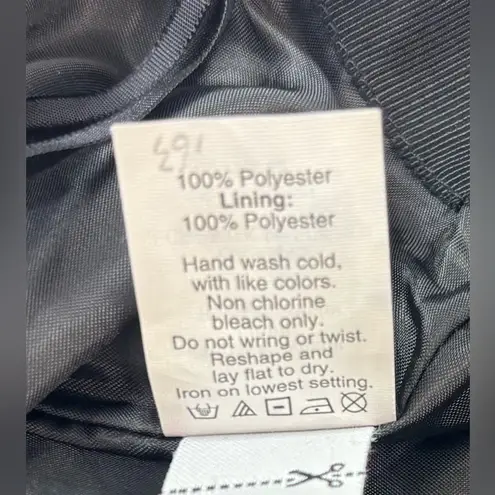 100% Polyester
Lining:
100% Polyester
Hand wash cold,
with like colors.
Non chlorine
bleach only.
Do not wring or twist.
Reshape and
lay flat to dry.
Iron on lowest setting.